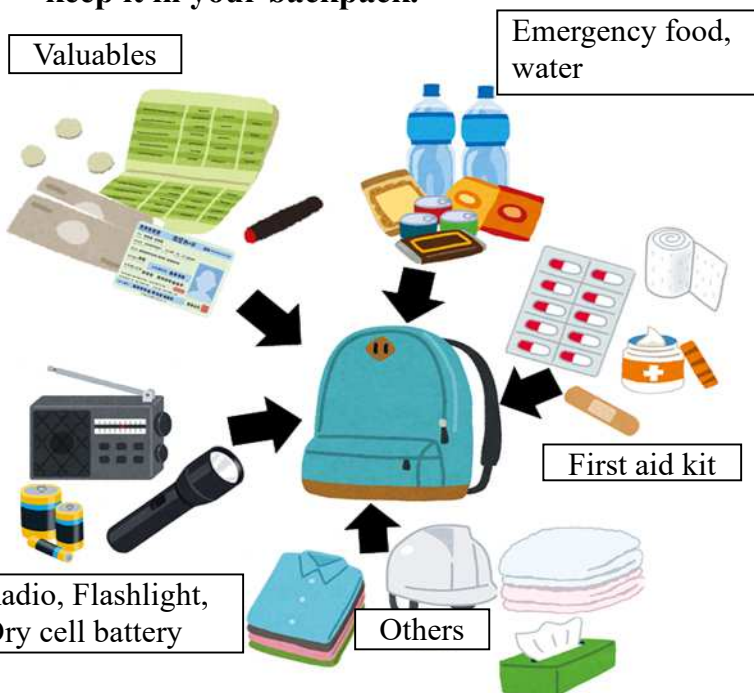 keep it in your backpack.
Valuables
Emergency food,
water
First aid kit
adio, Flashlight,
ry cell battery
Others